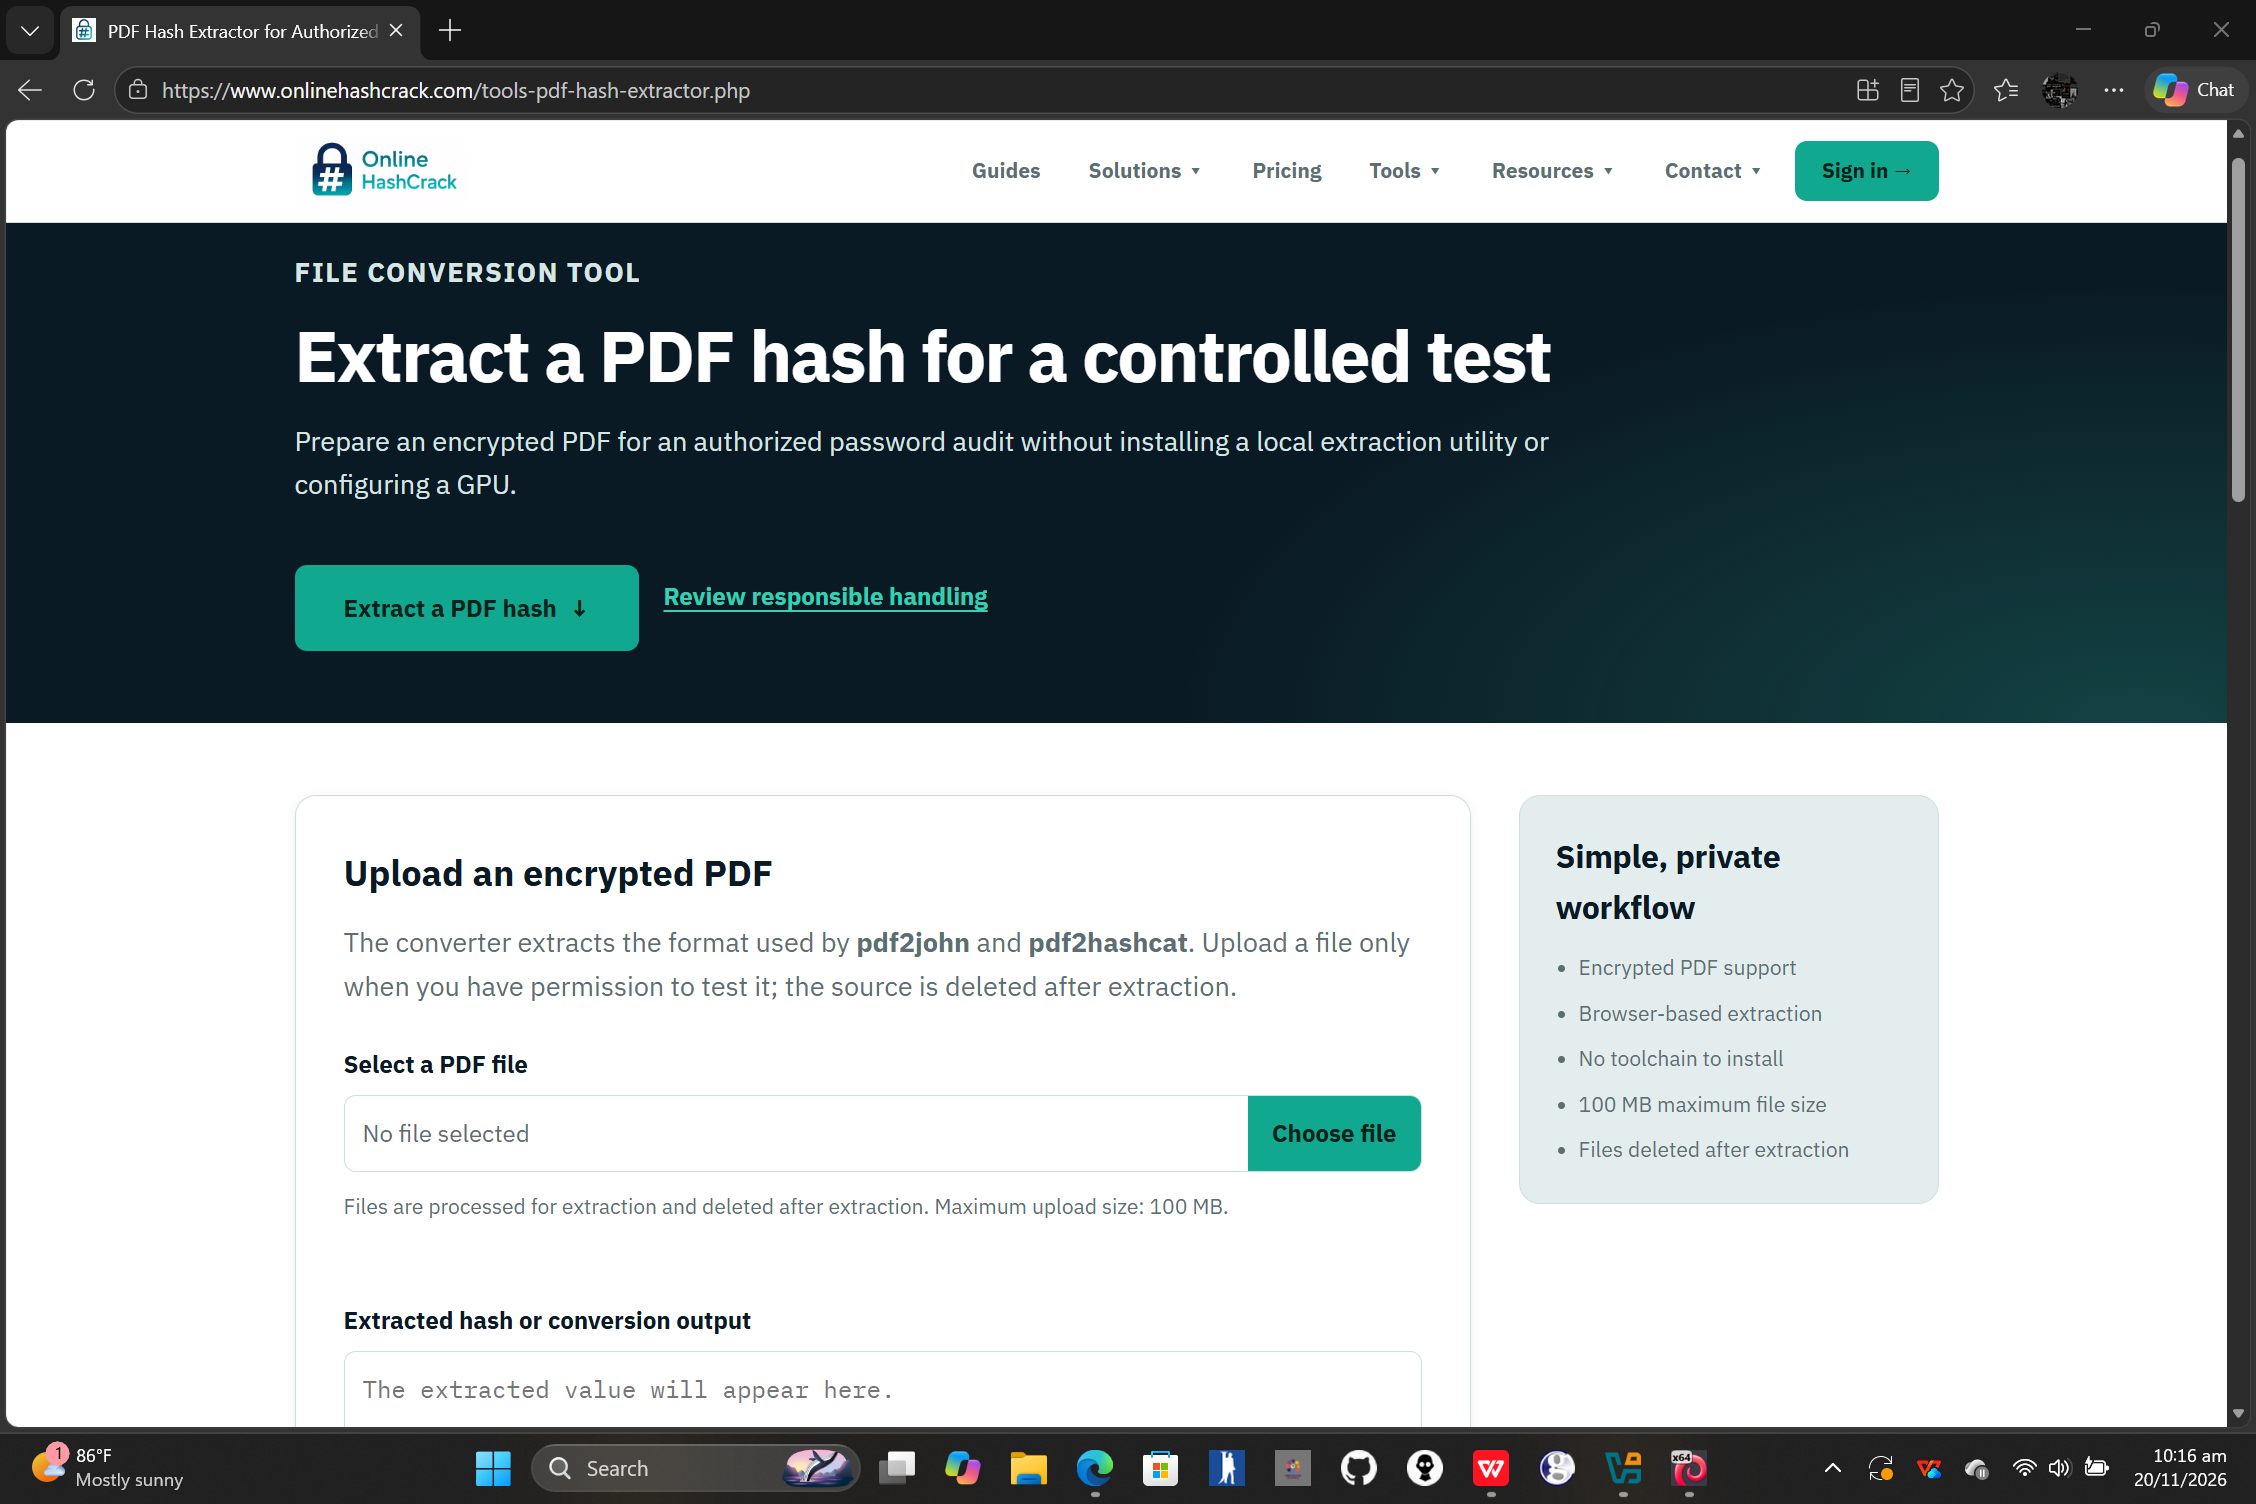 PDF Hash Extractor for Authorized
https://www.onlinehashcrack.com/tools-pdf-hash-extractor.php
Chat
Online
HashCrack
Guides
Solutions
Pricing
Tools
Resources
Contact
Sign in →
FILE CONVERSION TOOL
Extract a PDF hash for a controlled test
Prepare an encrypted PDF for an authorized password audit without installing a local extraction utility or
configuring a GPU.
Extract a PDF hash ↓
Review responsible handling
Upload an encrypted PDF
The converter extracts the format used by pdf2john and pdf2hashcat. Upload a file only
when you have permission to test it; the source is deleted after extraction.
Select a PDF file
No file selected
Choose file
Files are processed for extraction and deleted after extraction. Maximum upload size: 100 MB.
Extracted hash or conversion output
The extracted value will appear here.
Simple, private
workflow
• Encrypted PDF support
• Browser-based extraction
• No toolchain to install
• 100 MB maximum file size
• Files deleted after extraction
1
86°F
Mostly sunny
Search
x64
10:16 am
20/11/2026